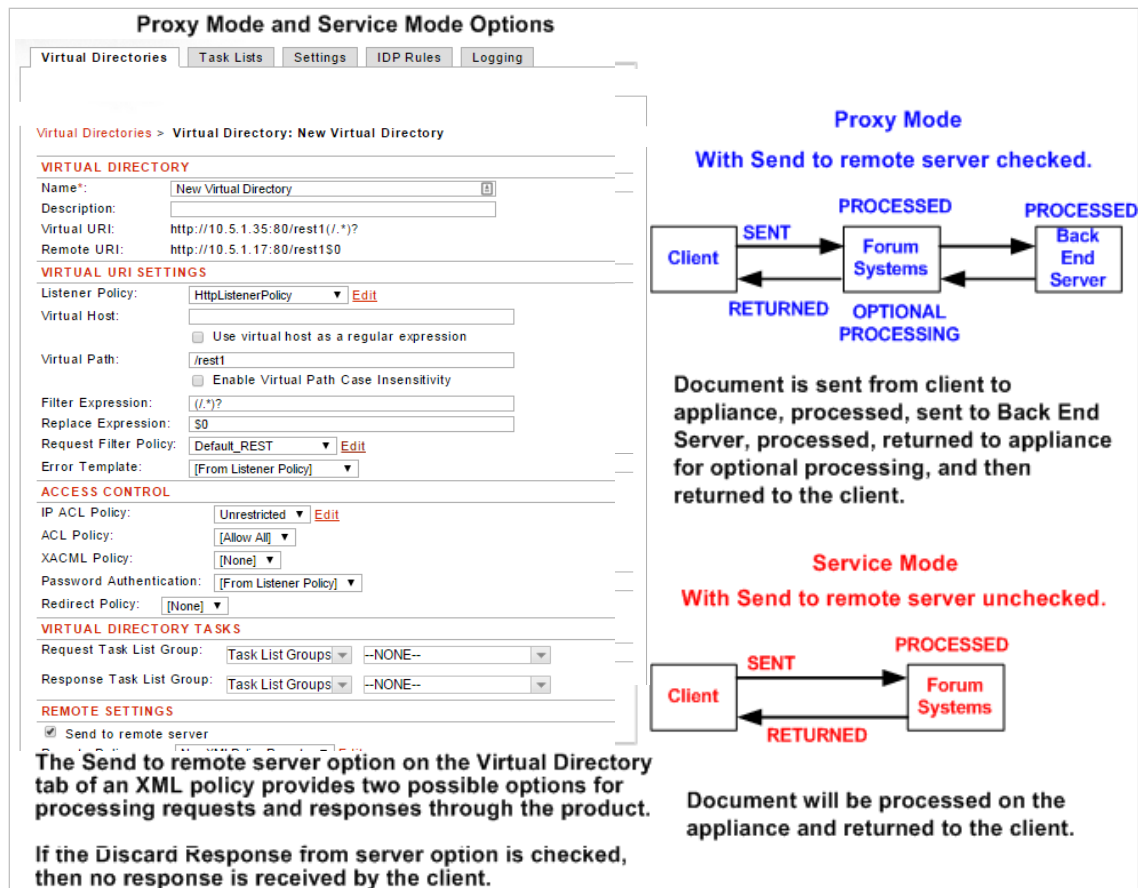 Proxy Mode and Service Mode Options
Virtual Directories Task Lists Settings IDP Rules Logging
Virtual Directories > Virtual Directory: New Virtual Directory
VIRTUAL DIRECTORY
Name*: New Virtual Directory
Description:
Virtual URI: http://10.5.1.35:80/rest1(/.*)?
Remote URI: http://10.5.1.17:80/rest1$0
VIRTUAL URI SETTINGS
Listener Policy: HttpListenerPolicy Edit
Virtual Host:
Use virtual host as a regular expression
Virtual Path: /rest1
Enable Virtual Path Case Insensitivity
Filter Expression: (/.*)?
Replace Expression: $0
Request Filter Policy: Default_REST Edit
Error Template: [From Listener Policy]
ACCESS CONTROL
IP ACL Policy: Unrestricted Edit
ACL Policy: [Allow All]
XACML Policy: [None]
Password Authentication: [From Listener Policy]
Redirect Policy: [None]
VIRTUAL DIRECTORY TASKS
Request Task List Group: Task List Groups --NONE--
Response Task List Group: Task List Groups --NONE--
REMOTE SETTINGS
Send to remote server
The Send to remote server option on the Virtual Directory
tab of an XML policy provides two possible options for
processing requests and responses through the product.
If the Discard Response from server option is checked,
then no response is received by the client.
Proxy Mode
With Send to remote server checked.
PROCESSED
PROCESSED
SENT
Client
Forum
Systems
Back
End
Server
RETURNED
OPTIONAL
PROCESSING
Document is sent from client to
appliance, processed, sent to Back End
Server, processed, returned to appliance
for optional processing, and then
returned to the client.
Service Mode
With Send to remote server unchecked.
PROCESSED
SENT
Client
Forum
Systems
RETURNED
Document will be processed on the
appliance and returned to the client.